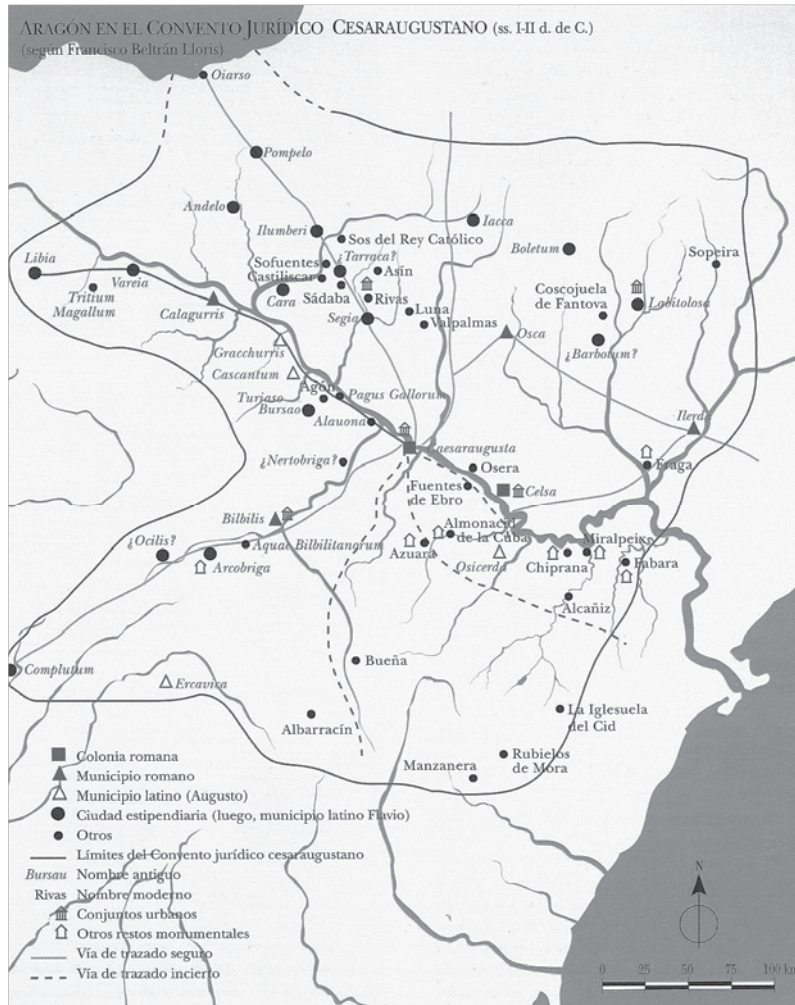 ARAGÓN EN EL CONVENTO JURÍDICO CESARAUGUSTANO (ss. I-II d. de C.)
(según Francisco Beltrán Lloris)
Oiarso
Pompelo
Andelo
Ilumberi
Iacca
Sos del Rey Católico
Boletum
Sopeira
Libia
Vareia
Sofuentes
¿Tarraca?
Castiliscar
Asín
Tritium
Magallum
Cara
Sádaba
Rivas
Coscojuela
de Fantova
Labitolosa
Calagurris
Segia
Luna
Valpalmas
Osca
Gracchurris
¿Barbotum?
Cascantum
Agón
Turiaso
Pagus Gallorum
Bursao
Alauona
Ilerda
Caesaraugusta
¿Nertobriga?
Osera
Fraga
Fuentes
de Ebro
Celsa
Bilbilis
Almonacid
de la Cuba
Miralpeix
¿Ocilis?
Aquae Bilbilitanorum
Azuara
Osicerda
Chiprana
Fabara
Arcobriga
Alcañiz
Bueña
Complutum
Ercavica
Albarracín
La Iglesuela
del Cid
Rubielos
de Mora
Manzanera
Colonia romana
Municipio romano
Municipio latino (Augusto)
Ciudad estipendiaria (luego, municipio latino Flavio)
Otros
Límites del Convento jurídico cesaraugustano
Bursau Nombre antiguo
Rivas Nombre moderno
Conjuntos urbanos
Otros restos monumentales
Vía de trazado seguro
Vía de trazado incierto
N
0 25 50 75 100 km